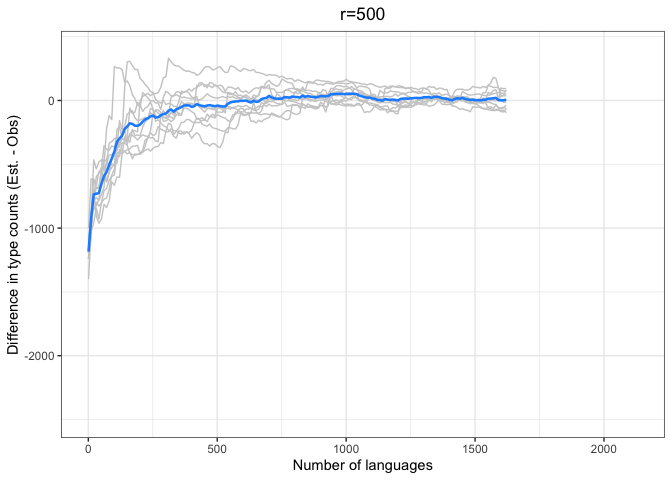 r=500
Difference in type counts (Est. - Obs)
0
-1000
-2000
0 500 1000 1500 2000
Number of languages